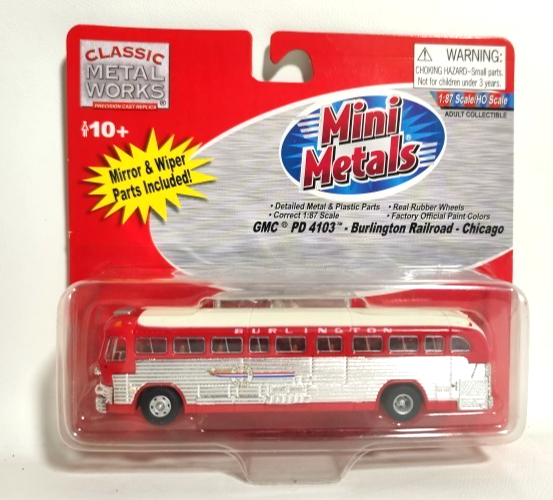 CLASSIC
METAL
WORKS®
PRECISION CAST REPLICA
10+
Mirror & Wiper
Parts Included!
WARNING:
CHOKING HAZARD-Small parts.
Not for children under 3 years.
1:87 Scale/HO Scale
ADULT COLLECTIBLE
Mini
Metals®
• Detailed Metal & Plastic Parts • Real Rubber Wheels
• Correct 1:87 Scale • Factory Official Paint Colors
GMC® PD 4103™ - Burlington Railroad - Chicago
BURLINGTON